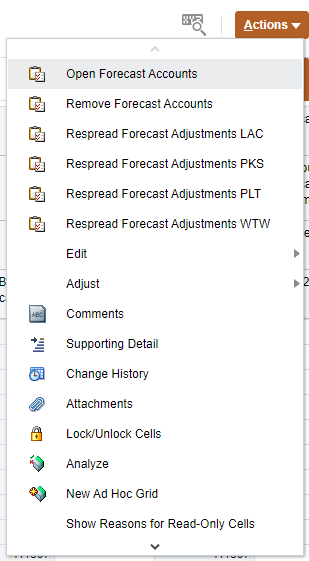 Actions
Open Forecast Accounts
Remove Forecast Accounts
Respread Forecast Adjustments LAC
Respread Forecast Adjustments PKS
Respread Forecast Adjustments PLT
Respread Forecast Adjustments WTW
Edit
Adjust
ABC Comments
Supporting Detail
Change History
Attachments
Lock/Unlock Cells
Analyze
New Ad Hoc Grid
Show Reasons for Read-Only Cells